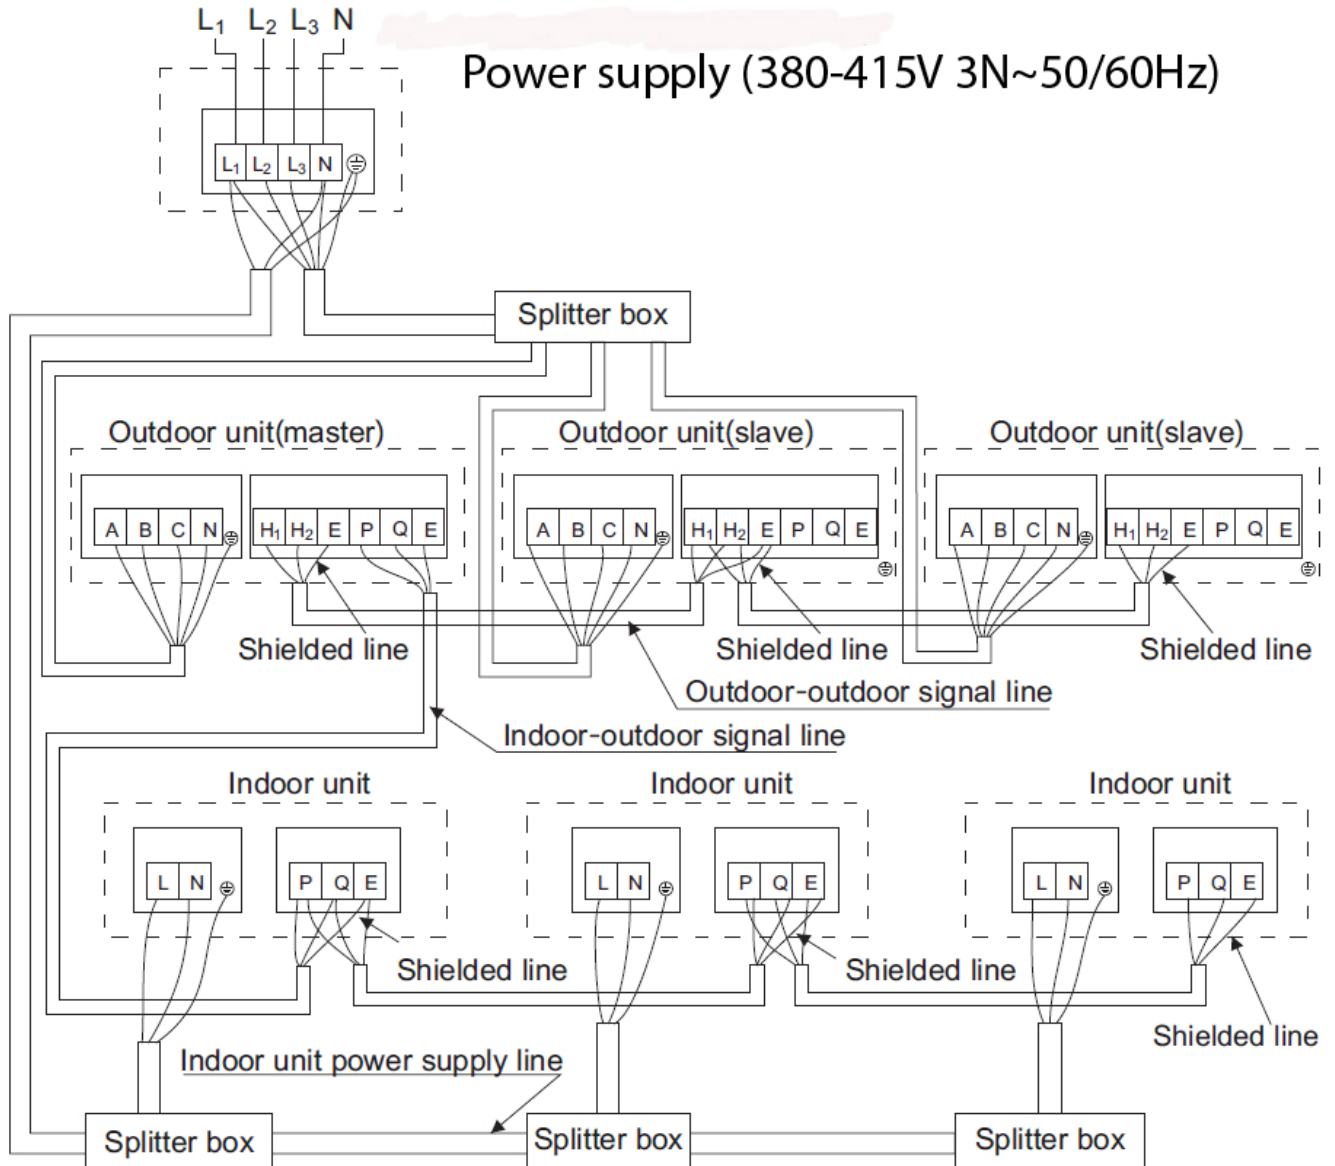 L₁ L₂ L₃ N
Power supply (380-415V 3N~50/60Hz)
L₁ L₂ L₃ N
Splitter box
Outdoor unit(master) Outdoor unit(slave) Outdoor unit(slave)
A B C N H₁ H₂ E P Q E A B C N H₁ H₂ E P Q E A B C N H₁ H₂ E P Q E
Shielded line Shielded line Shielded line
Outdoor-outdoor signal line
Indoor-outdoor signal line
Indoor unit Indoor unit Indoor unit
L N P Q E L N P Q E L N P Q E
Shielded line Shielded line
Shielded line
Indoor unit power supply line
Splitter box Splitter box Splitter box